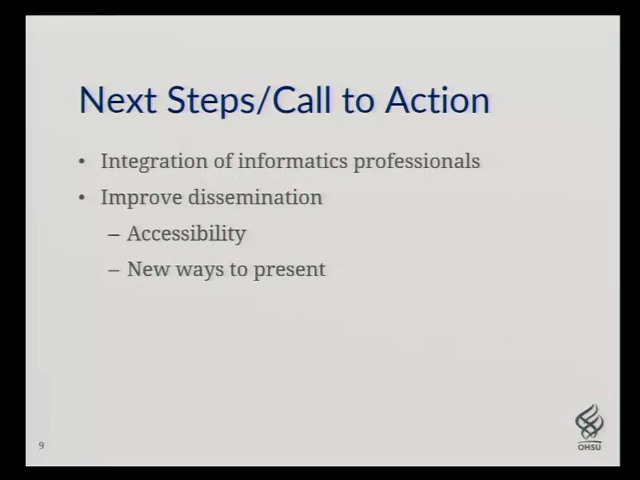 Next Steps/Call to Action
• Integration of informatics professionals
• Improve dissemination
– Accessibility
– New ways to present
9
OHSU